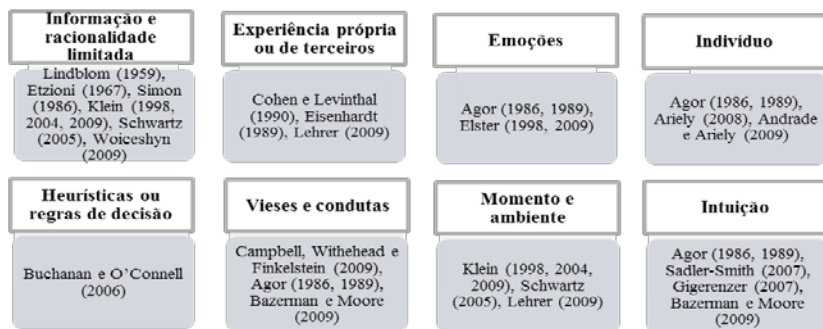 Informação e
racionalidade
limitada
Lindblom (1959),
Etzioni (1967), Simon
(1986), Klein (1998,
2004, 2009), Schwartz
(2005), Woiceshyn
(2009)
Experiência própria
ou de terceiros
Cohen e Levinthal
(1990), Eisenhardt
(1989), Lehrer (2009)
Emoções
Agor (1986, 1989),
Elster (1998, 2009)
Indivíduo
Agor (1986, 1989),
Ariely (2008), Andrade
e Ariely (2009)
Heurísticas ou
regras de decisão
Buchanan e O’Connell
(2006)
Vieses e condutas
Campbell, Withehead e
Finkelstein (2009),
Agor (1986, 1989),
Bazerman e Moore
(2009)
Momento e
ambiente
Klein (1998, 2004,
2009), Schwartz
(2005), Lehrer (2009)
Intuição
Agor (1986, 1989),
Sadler-Smith (2007),
Gigerenzer (2007),
Bazerman e Moore
(2009)